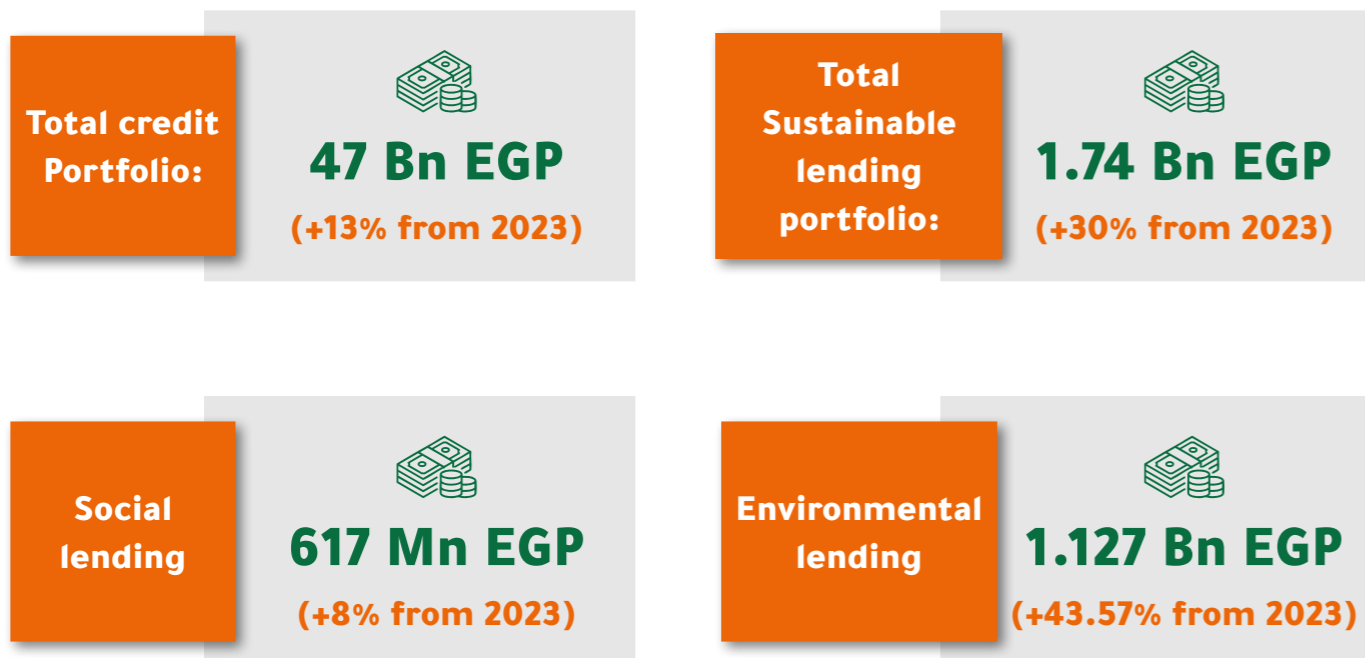 Total credit
Portfolio:
47 Bn EGP
(+13% from 2023)
Total
Sustainable
lending
portfolio:
1.74 Bn EGP
(+30% from 2023)
Social
lending
617 Mn EGP
(+8% from 2023)
Environmental
lending
1.127 Bn EGP
(+43.57% from 2023)